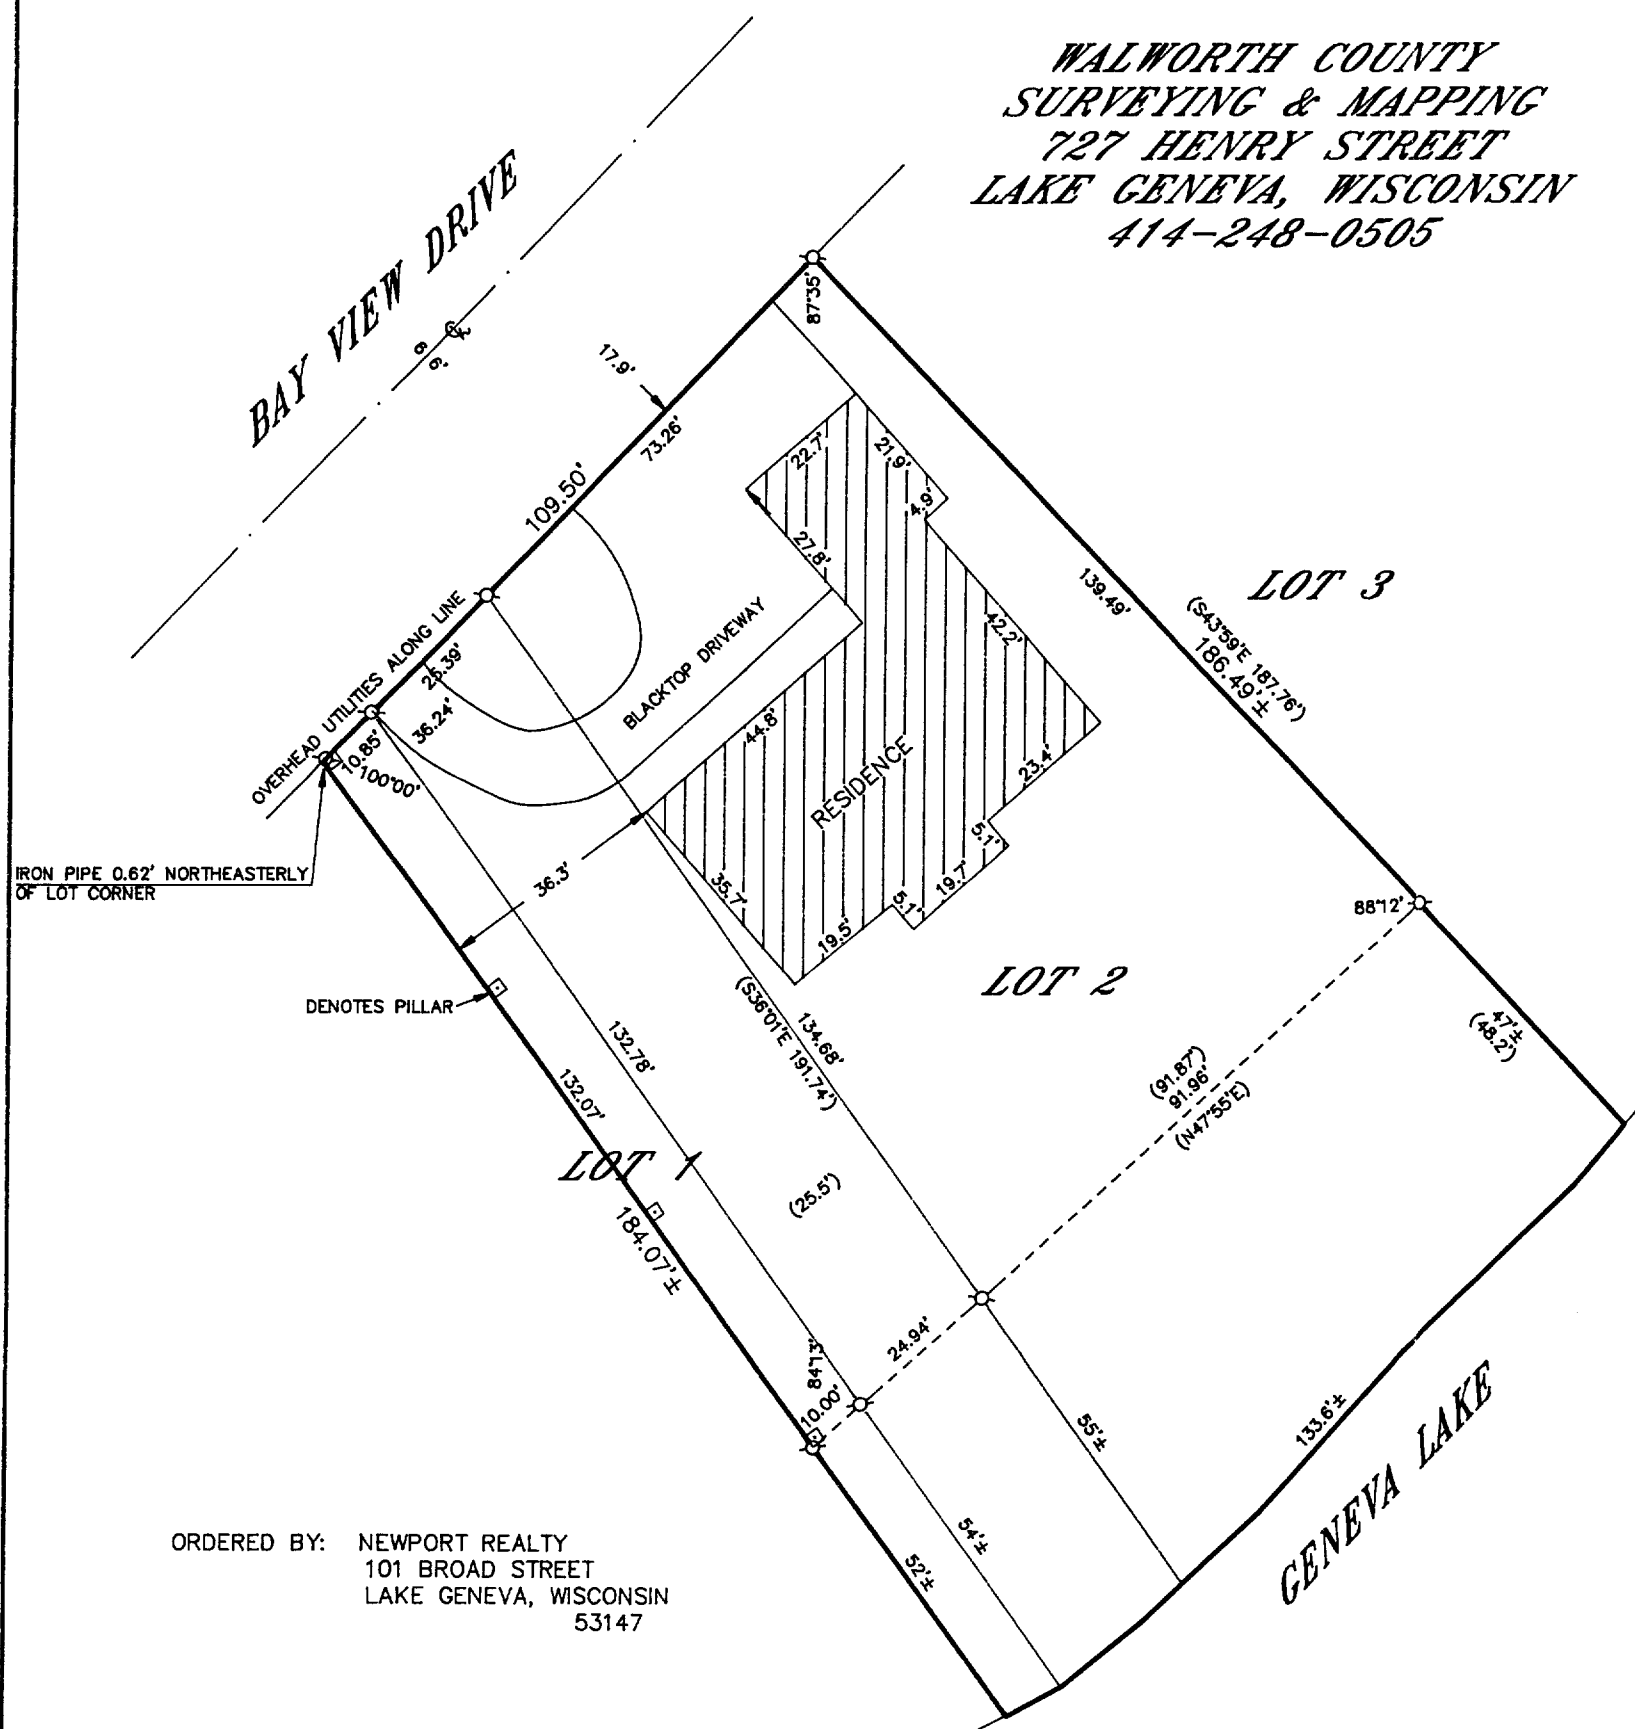 WALWORTH COUNTY
SURVEYING & MAPPING
727 HENRY STREET
LAKE GENEVA, WISCONSIN
414-248-0505
BAY VIEW DRIVE
66'
87°35'
17.9'
73.26'
109.50'
22.7'
21.9'
4.9'
27.8'
42.2'
139.49'
LOT 3
(S43°59'E 187.76')
186.49'±
OVERHEAD UTILITIES ALONG LINE
25.39'
36.24'
10.85'
100°00'
BLACKTOP DRIVEWAY
44.8'
RESIDENCE
23.4'
5.1'
19.7'
5.1'
19.5'
35.7'
36.3'
IRON PIPE 0.62' NORTHEASTERLY
OF LOT CORNER
88°12'
LOT 2
DENOTES PILLAR
134.68'
(S36°01'E 191.74')
132.78'
132.07'
47'±
(48.2')
(91.87')
91.96'
(N47°55'E)
LOT 1
(25.5')
184.07'±
24.94'
84°13'
10.00'
55'±
133.6'±
GENEVA LAKE
54'±
52'±
ORDERED BY: NEWPORT REALTY
101 BROAD STREET
LAKE GENEVA, WISCONSIN
53147